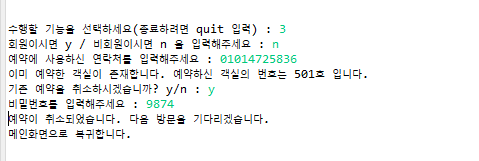 수행할 기능을 선택하세요(종료하려면 quit 입력) : 3
회원이시면 y / 비회원이시면 n 을 입력해주세요 : n
예약에 사용하신 연락처를 입력해주세요 : 01014725836
이미 예약한 객실이 존재합니다. 예약하신 객실의 번호는 501호 입니다.
기존 예약을 취소하시겠습니까? y/n : y
비밀번호를 입력해주세요 : 9874
예약이 취소되었습니다. 다음 방문을 기다리겠습니다.
메인화면으로 복귀합니다.